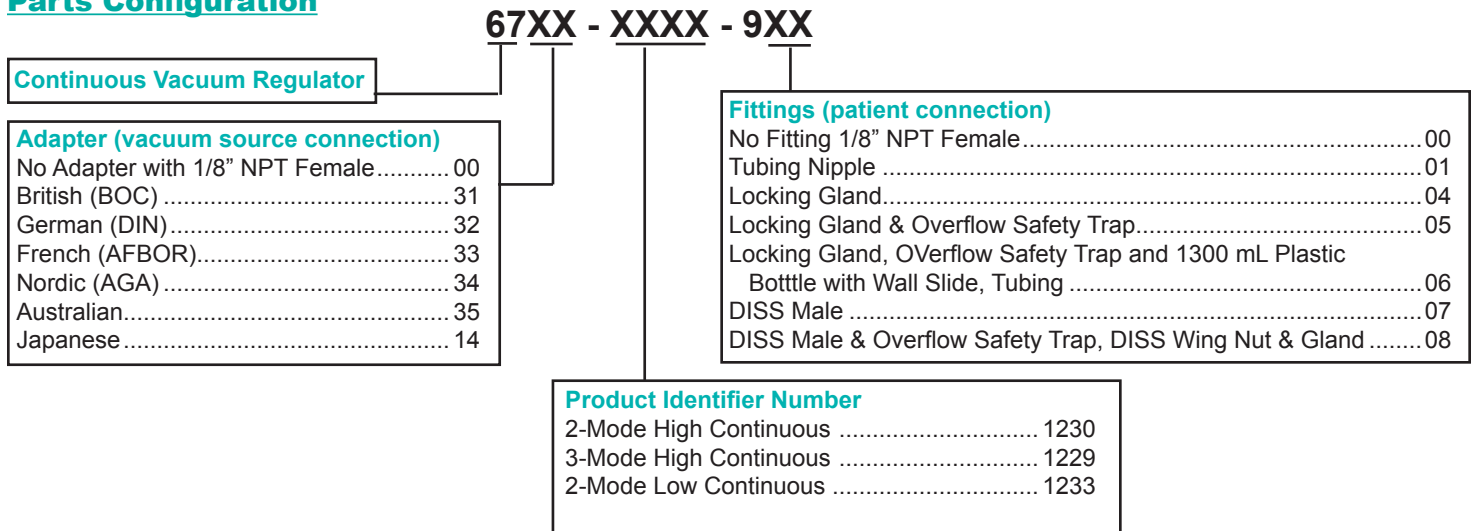 Parts Configuration
67XX - XXXX - 9XX
Continuous Vacuum Regulator
Adapter (vacuum source connection)
No Adapter with 1/8” NPT Female........... 00
British (BOC) ........................................... 31
German (DIN).......................................... 32
French (AFBOR)...................................... 33
Nordic (AGA) ........................................... 34
Australian................................................. 35
Japanese ................................................. 14
Fittings (patient connection)
No Fitting 1/8” NPT Female.............................................................00
Tubing Nipple ..................................................................................01
Locking Gland..................................................................................04
Locking Gland & Overflow Safety Trap............................................05
Locking Gland, OVerflow Safety Trap and 1300 mL Plastic
Botttle with Wall Slide, Tubing ......................................................06
DISS Male .......................................................................................07
DISS Male & Overflow Safety Trap, DISS Wing Nut & Gland ........08
Product Identifier Number
2-Mode High Continuous .............................. 1230
3-Mode High Continuous .............................. 1229
2-Mode Low Continuous ............................... 1233